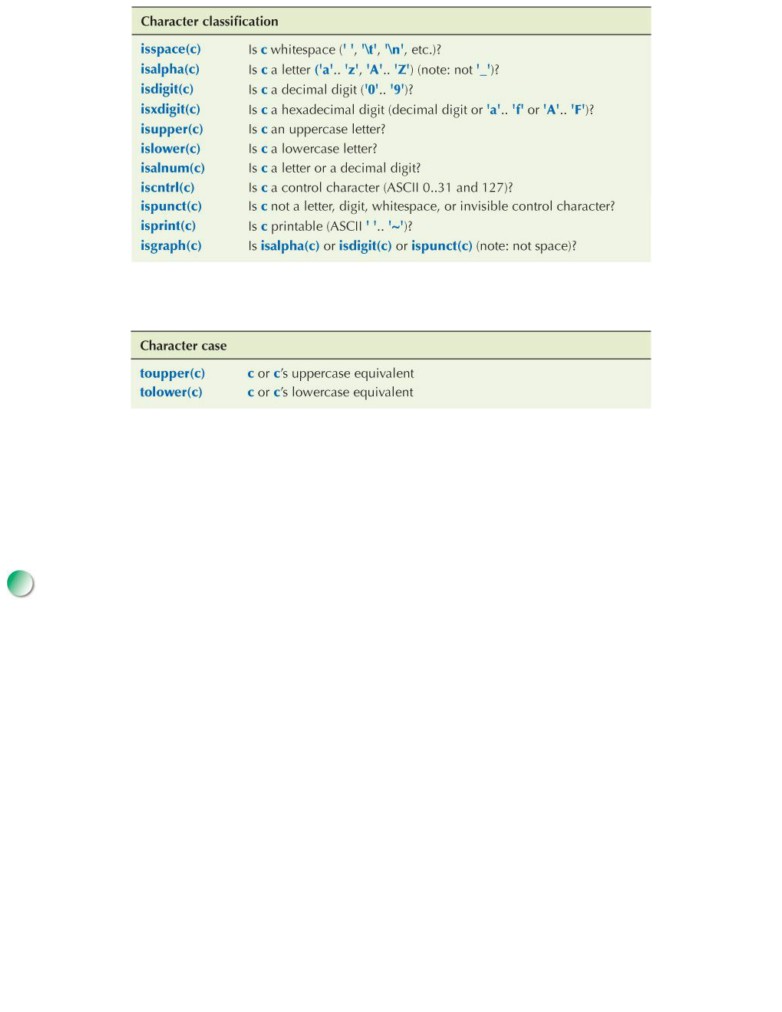 Character classification
isspace(c) Is c whitespace (' ', '\t', '\n', etc.)?
isalpha(c) Is c a letter ('a'.. 'z', 'A'.. 'Z') (note: not '_')?
isdigit(c) Is c a decimal digit ('0'.. '9')?
isxdigit(c) Is c a hexadecimal digit (decimal digit or 'a'.. 'f' or 'A'.. 'F')?
isupper(c) Is c an uppercase letter?
islower(c) Is c a lowercase letter?
isalnum(c) Is c a letter or a decimal digit?
iscntrl(c) Is c a control character (ASCII 0..31 and 127)?
ispunct(c) Is c not a letter, digit, whitespace, or invisible control character?
isprint(c) Is c printable (ASCII ' '.. '~')?
isgraph(c) Is isalpha(c) or isdigit(c) or ispunct(c) (note: not space)?
Character case
toupper(c) c or c's uppercase equivalent
tolower(c) c or c's lowercase equivalent